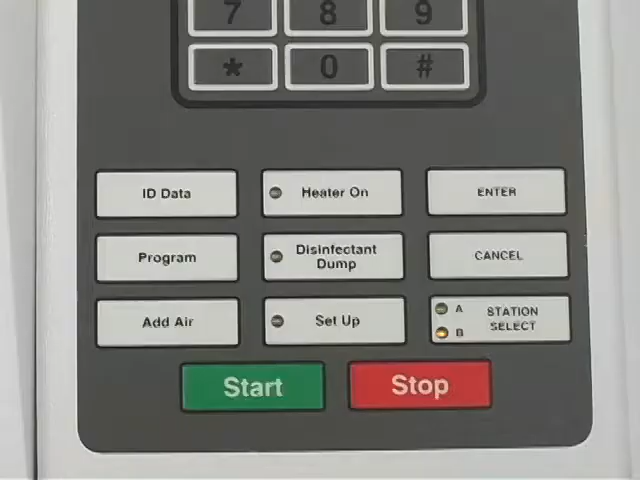 7 8 9
* 0 #
ID Data
Heater On
ENTER
Program
Disinfectant
Dump
CANCEL
Add Air
Set Up
A
B
STATION
SELECT
Start
Stop